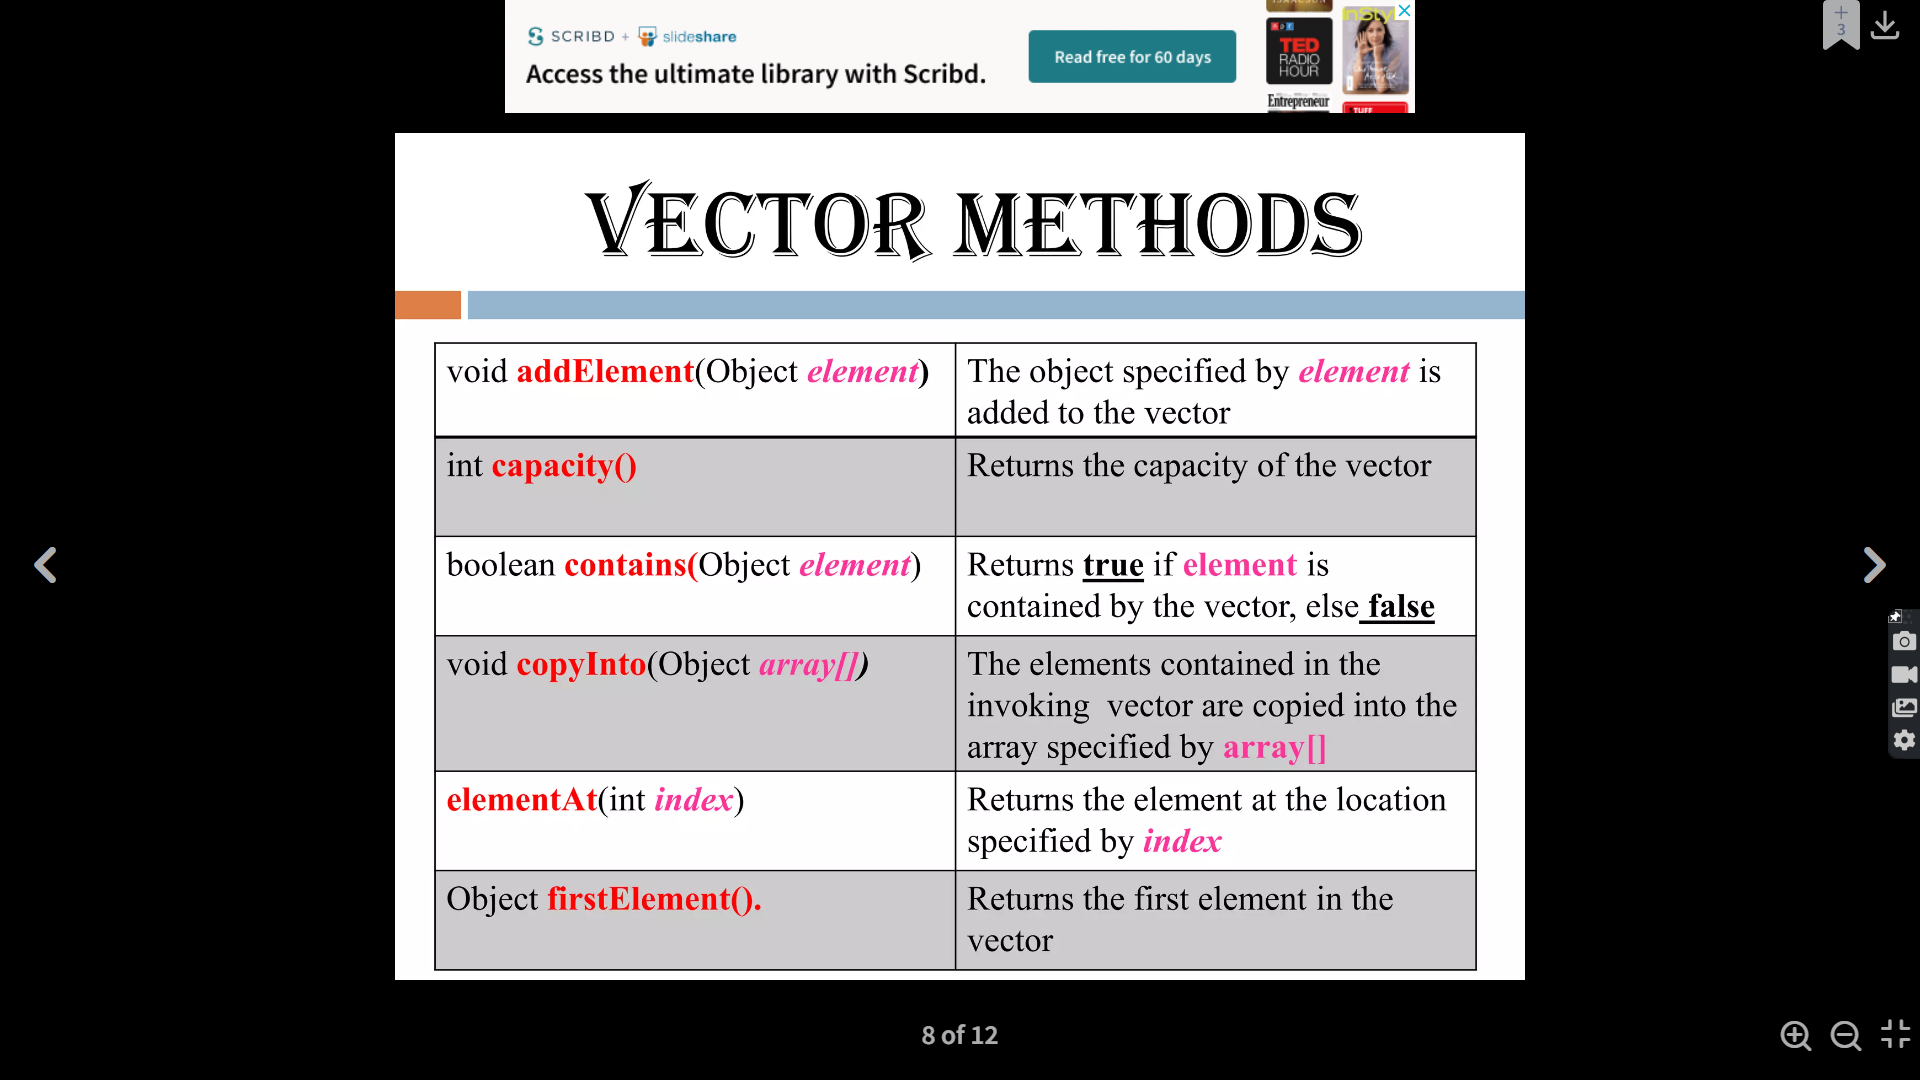 SCRIBD + slideshare
Access the ultimate library with Scribd.
Read free for 60 days
TED
RADIO
HOUR
Entrepreneur
InStyl
+
3
VECTOR METHODS
void addElement(Object element)
The object specified by element is
added to the vector
int capacity()
Returns the capacity of the vector
boolean contains(Object element)
Returns true if element is
contained by the vector, else false
void copyInto(Object array[])
The elements contained in the
invoking  vector are copied into the
array specified by array[]
elementAt(int index)
Returns the element at the location
specified by index
Object firstElement().
Returns the first element in the
vector
8 of 12